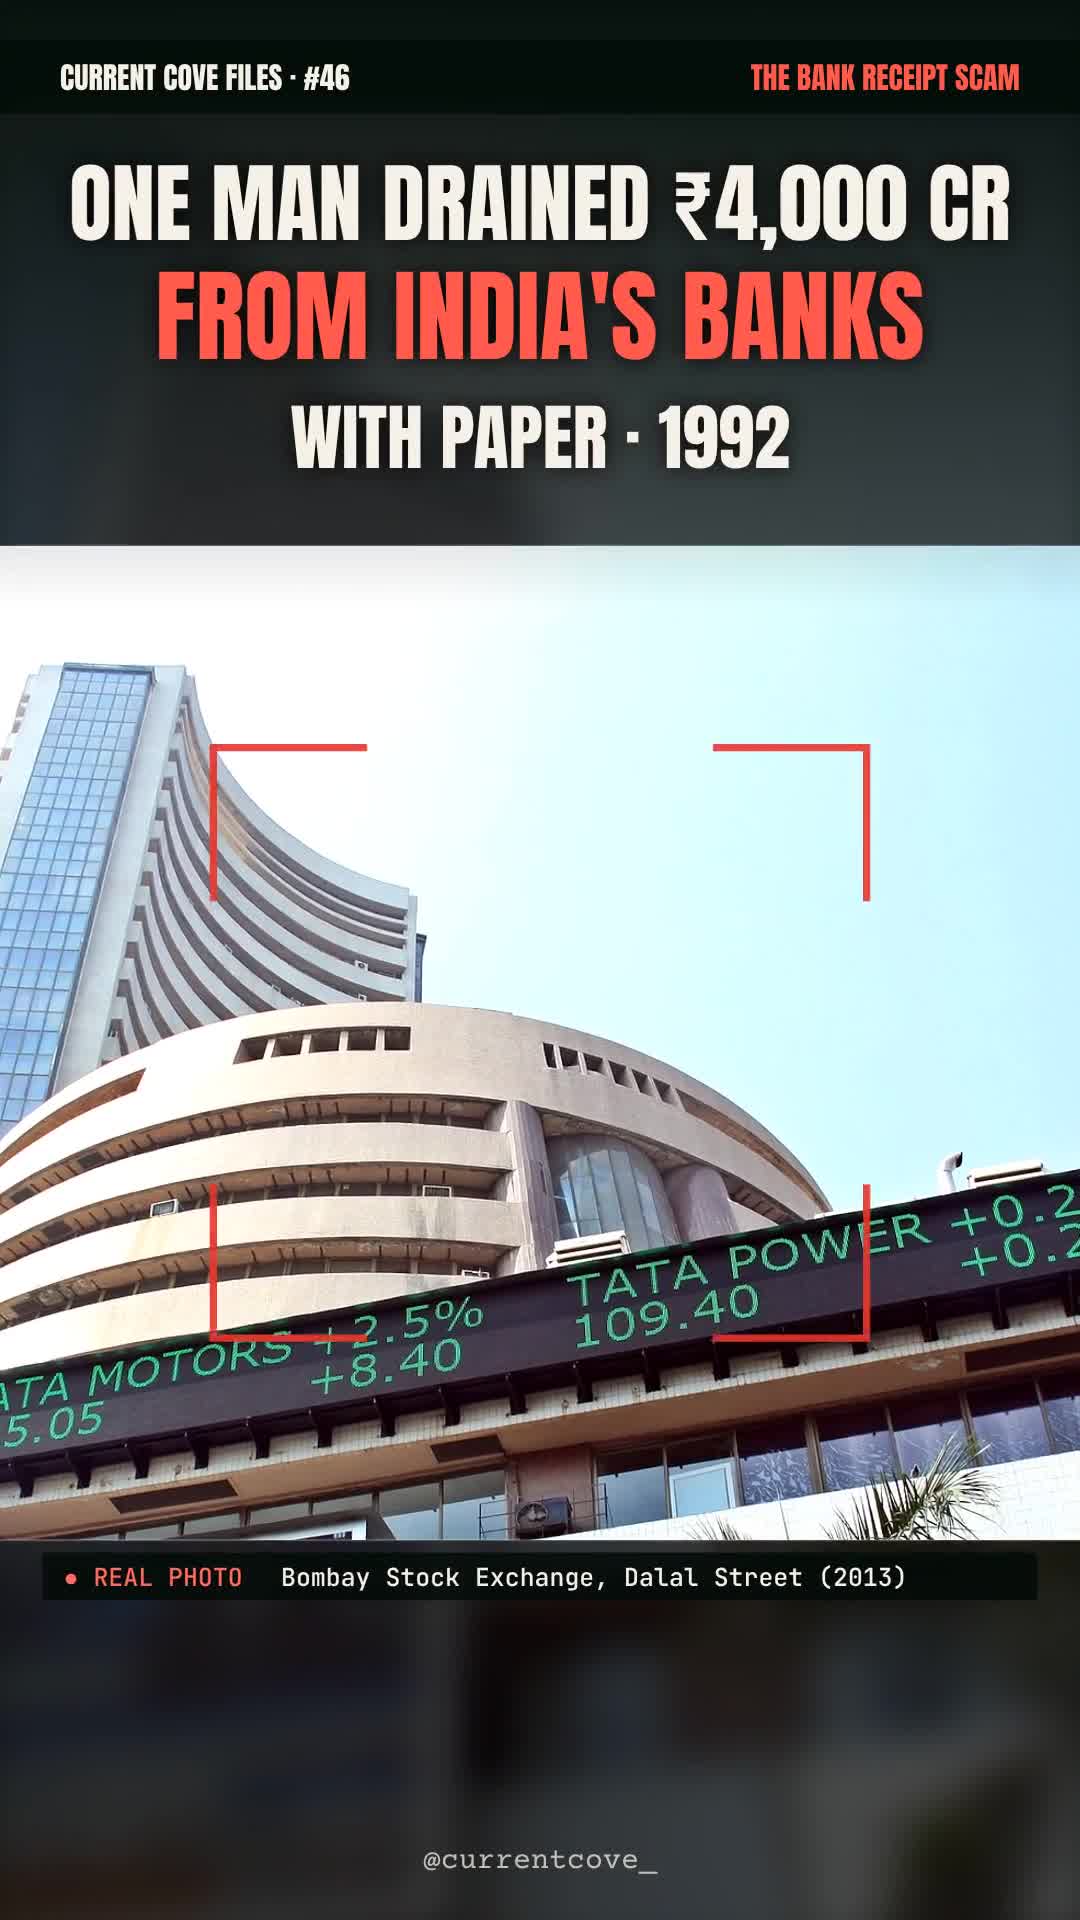 CURRENT COVE FILES · #46
THE BANK RECEIPT SCAM
ONE MAN DRAINED ₹4,000 CR
FROM INDIA'S BANKS
WITH PAPER · 1992
TATA POWER +0.2
109.40 +0.2
ATA MOTORS +2.5%
5.05 +8.40
● REAL PHOTO Bombay Stock Exchange, Dalal Street (2013)
@currentcove_